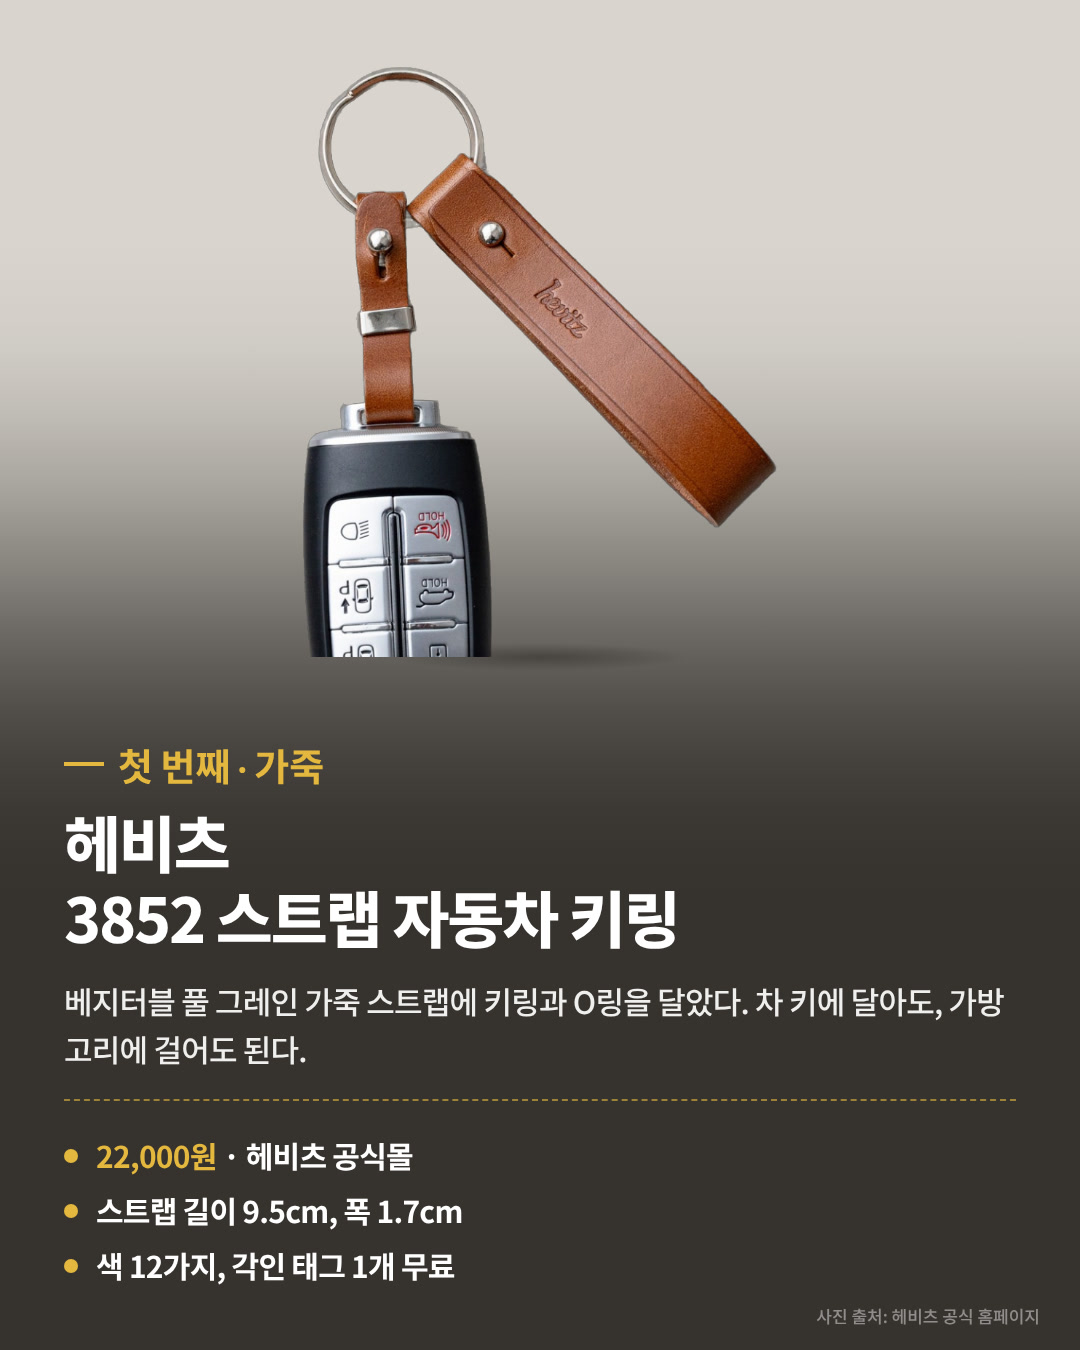 hevitz
HOLD
HOLD
첫 번째 · 가죽
헤비츠
3852 스트랩 자동차 키링
베지터블 풀 그레인 가죽 스트랩에 키링과 O링을 달았다. 차 키에 달아도, 가방
고리에 걸어도 된다.
22,000원 · 헤비츠 공식몰
스트랩 길이 9.5cm, 폭 1.7cm
색 12가지, 각인 태그 1개 무료
사진 출처: 헤비츠 공식 홈페이지